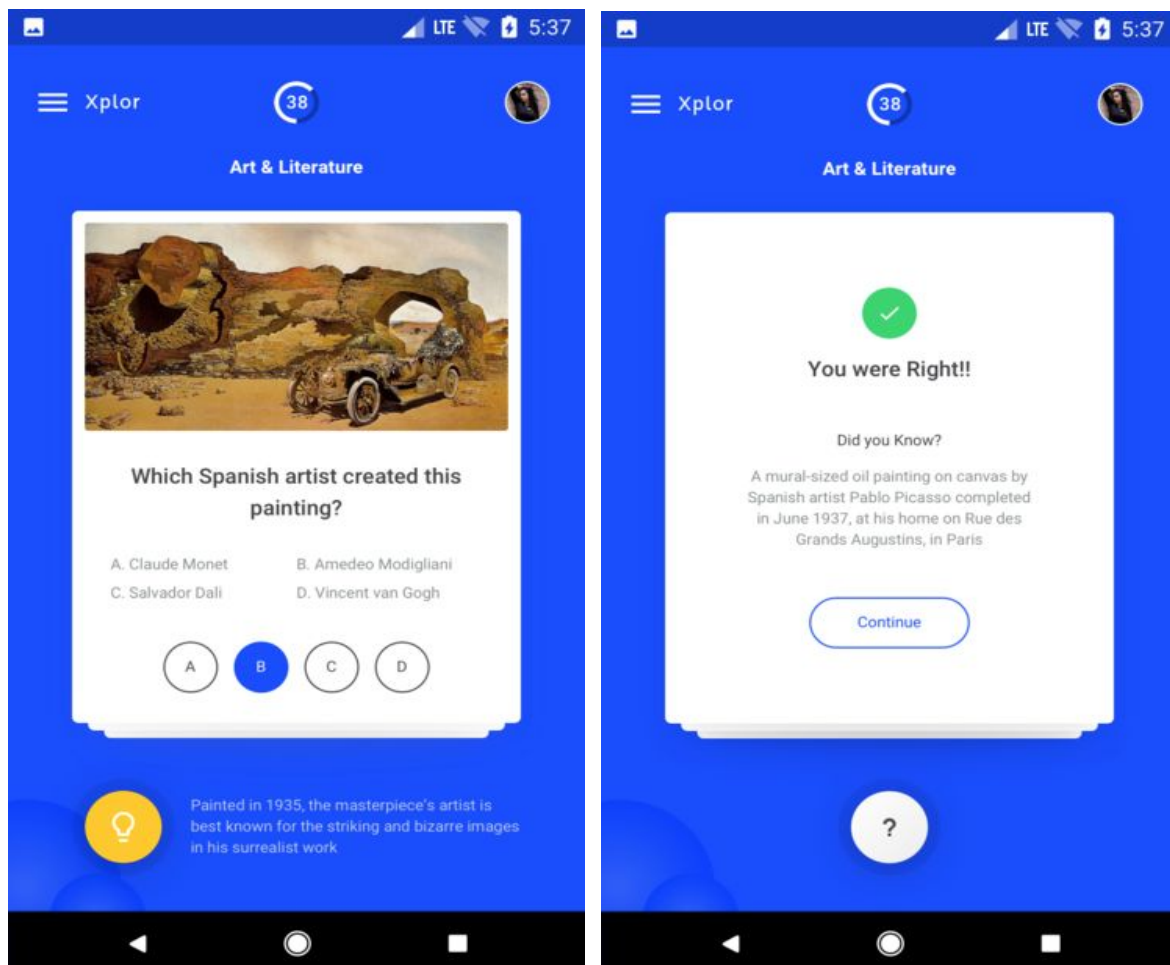 LTE 5:37
Xplor 38
Art & Literature
Which Spanish artist created this
painting?
A. Claude Monet B. Amedeo Modigliani
C. Salvador Dali D. Vincent van Gogh
A B C D
Painted in 1935, the masterpiece's artist is
best known for the striking and bizarre images
in his surrealist work
LTE 5:37
Xplor 38
Art & Literature
You were Right!!
Did you Know?
A mural-sized oil painting on canvas by
Spanish artist Pablo Picasso completed
in June 1937, at his home on Rue des
Grands Augustins, in Paris
Continue
?